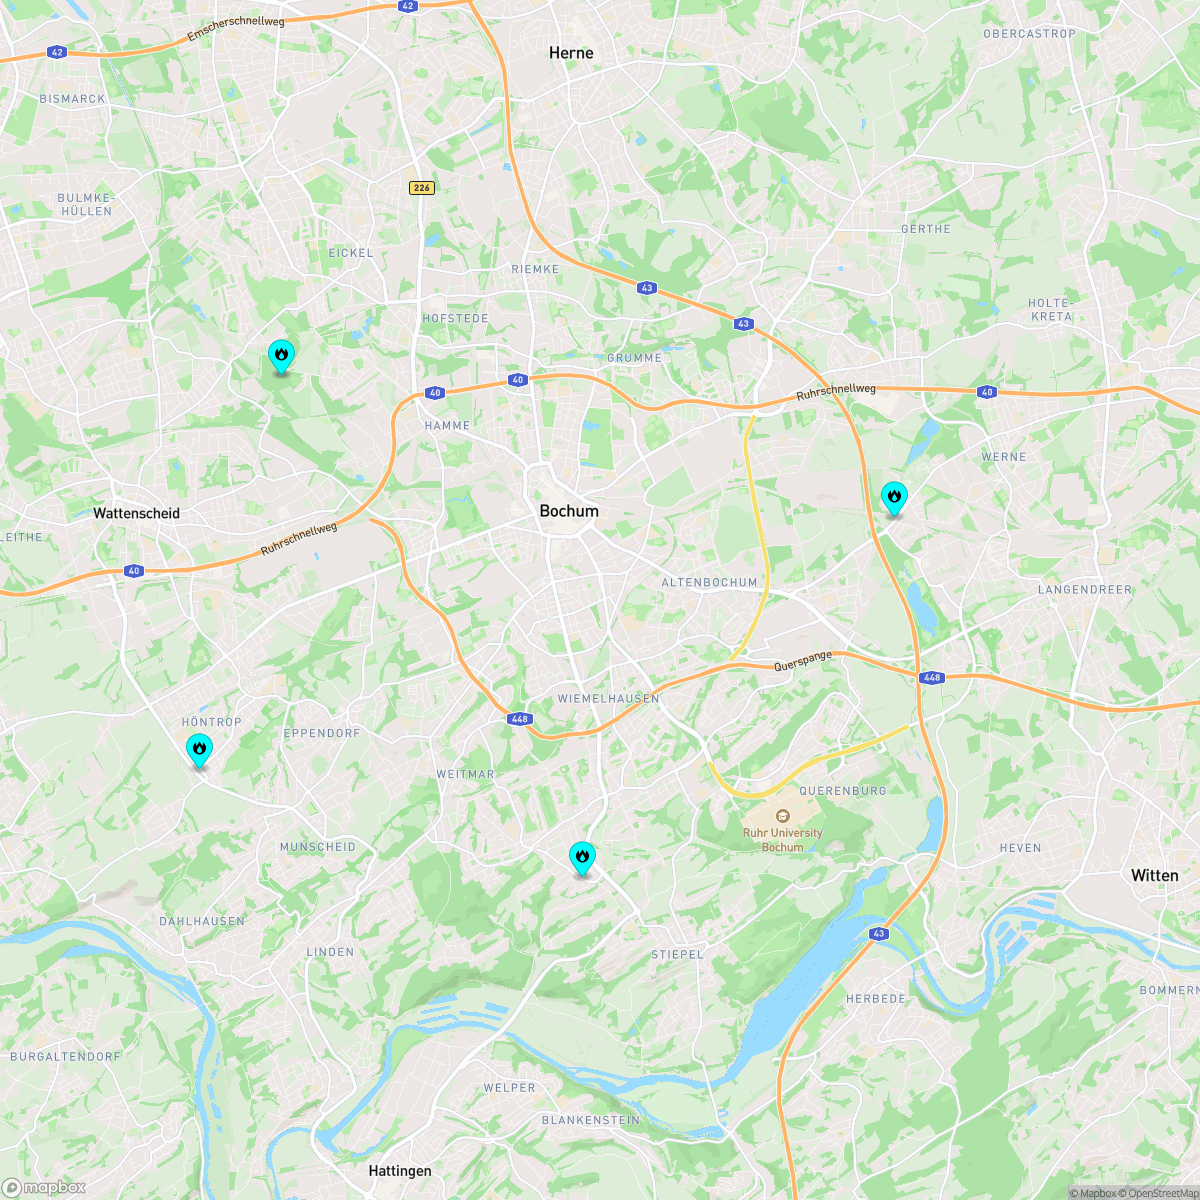 42
Emscherschnellweg
42
Herne
OBERCASTROP
BISMARCK
226
BULMKE-
HÜLLEN
EICKEL
RIEMKE
GERTHE
43
HOLTE-
KRETA
HOFSTEDE
43
GRUMME
40
40
Ruhrschnellweg
40
HAMME
WERNE
Wattenscheid
Bochum
LEITHE
Ruhrschnellweg
40
ALTENBOCHUM
LANGENDREER
Querspange
448
WIEMELHAUSEN
HÖNTROP
EPPENDORF
448
WEITMAR
QUERENBURG
Ruhr University
Bochum
MUNSCHEID
HEVEN
Witten
DAHLHAUSEN
43
LINDEN
STIEPEL
HERBEDE
BOMMERN
BURGALTENDORF
WELPER
BLANKENSTEIN
Hattingen
mapbox
© Mapbox © OpenStreetMap